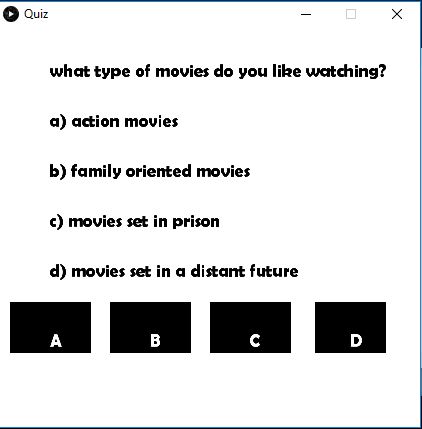 Quiz
what type of movies do you like watching?
a) action movies
b) family oriented movies
c) movies set in prison
d) movies set in a distant future
A B C D